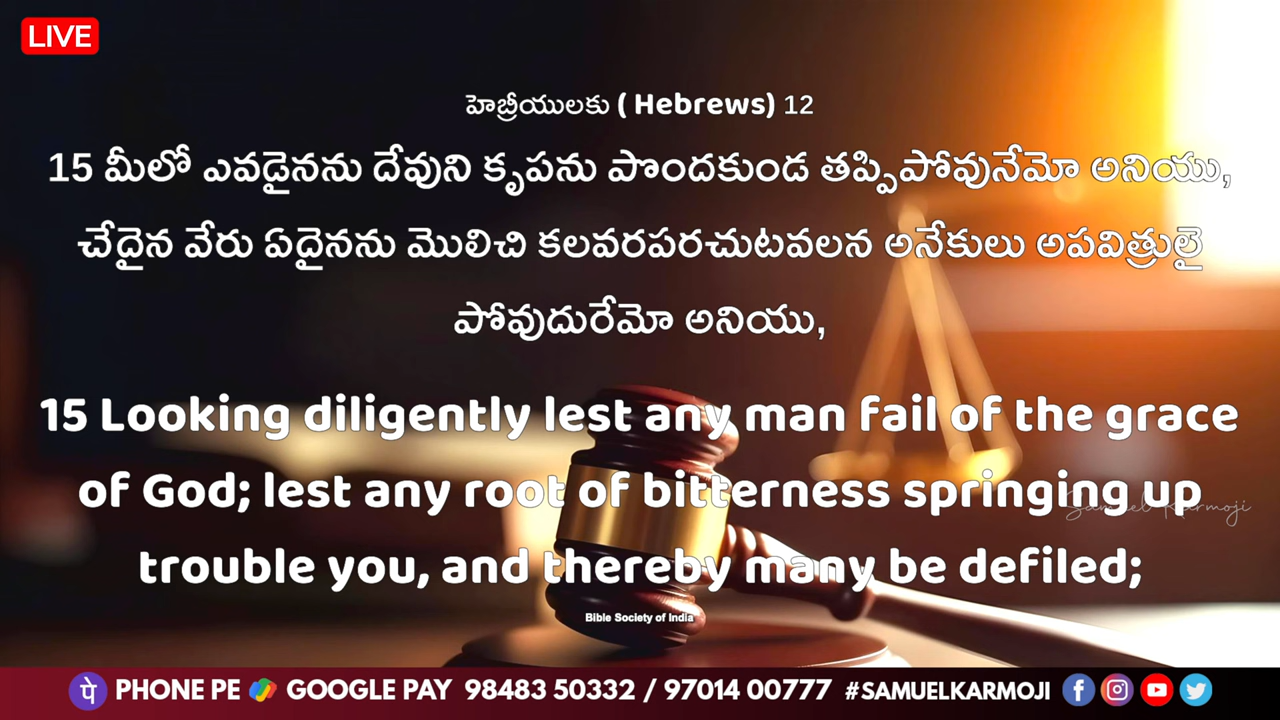 LIVE
హెబ్రీయులకు ( Hebrews) 12
15 మీలో ఎవడైనను దేవుని కృపను పొందకుండ తప్పిపోవునేమో అనియు,
చేదైన వేరు ఏదైనను మొలిచి కలవరపరచుటవలన అనేకులు అపవిత్రులై
పోవుదురేమో అనియు,
15 Looking diligently lest any man fail of the grace
of God; lest any root of bitterness springing up
trouble you, and thereby many be defiled;
Samuel Karmoji
Bible Society of India
पे PHONE PE GOOGLE PAY 98483 50332 / 97014 00777 #SAMUELKARMOJI